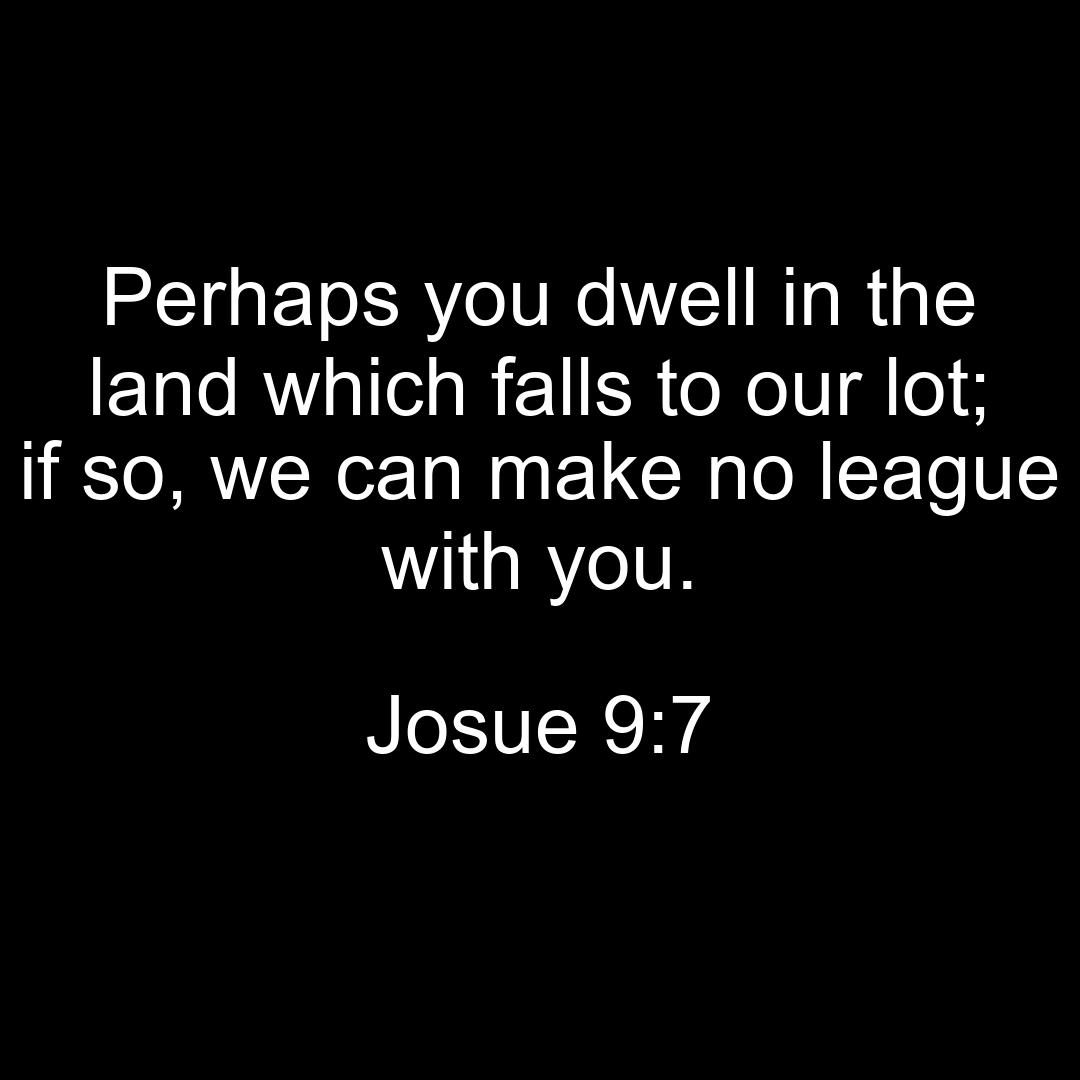 Perhaps you dwell in the
land which falls to our lot;
if so, we can make no league
with you.
Josue 9:7